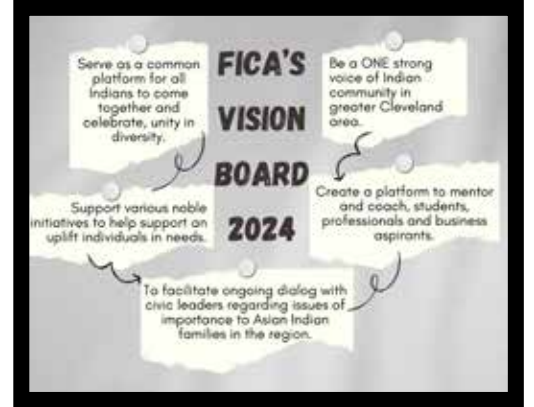 FICA'S
VISION
BOARD
2024
Serve as a common
platform for all
Indians to come
together and
celebrate, unity in
diversity.
Be a ONE strong
voice of Indian
community in
greater Cleveland
area.
Support various noble
initiatives to help support an
uplift individuals in needs.
Create a platform to mentor
and coach, students,
professionals and business
aspirants.
To facilitate ongoing dialog with
civic leaders regarding issues of
importance to Asian Indian
families in the region.